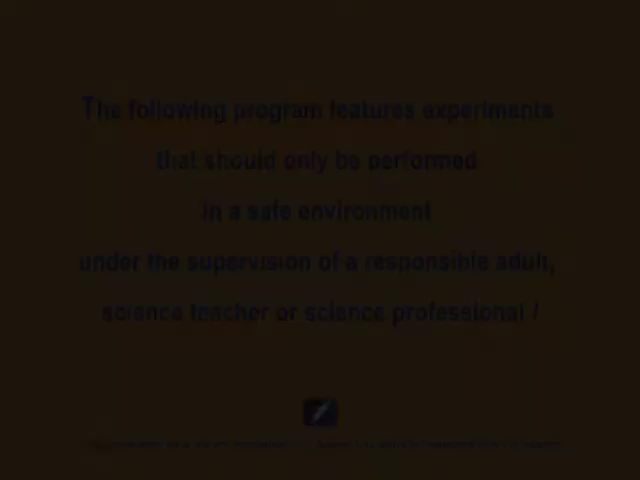 The following program features experiments
that should only be performed
in a safe environment
under the supervision of a responsible adult,
science teacher or science professional !